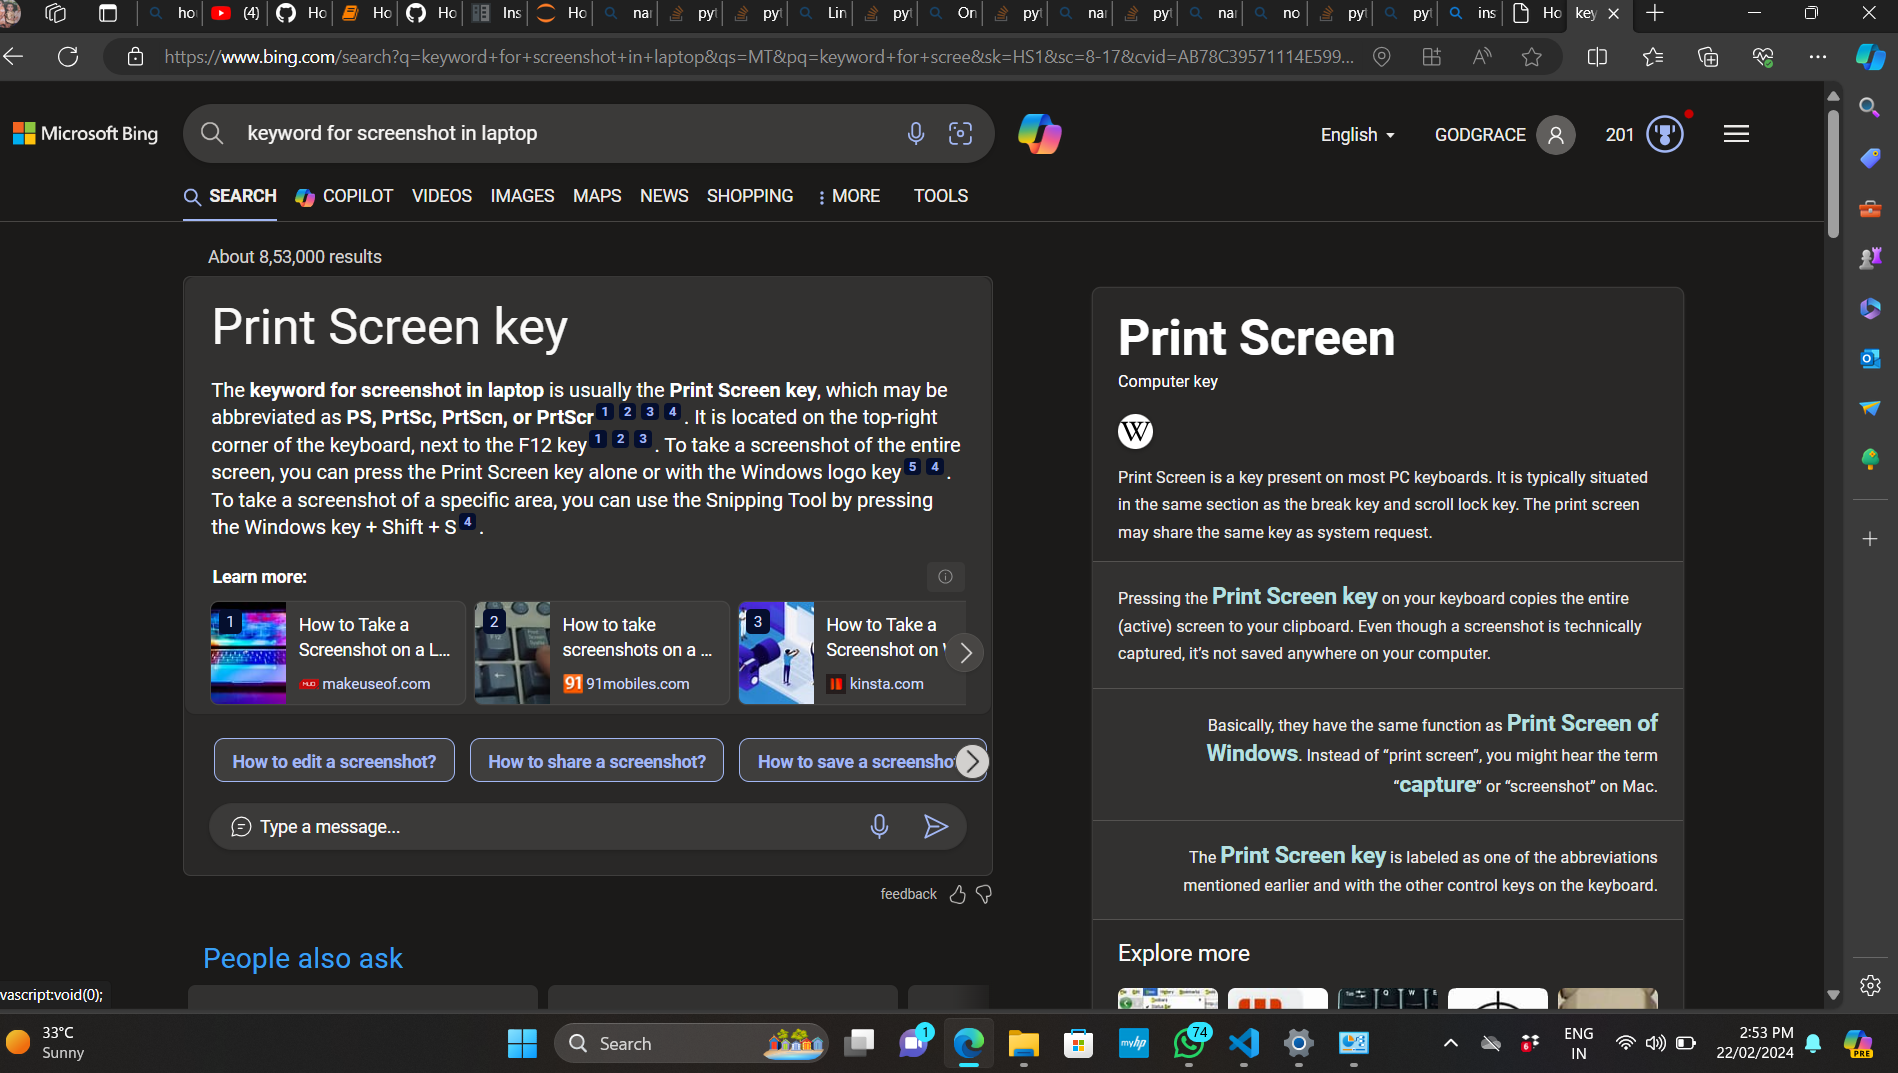 ho
(4)
Ho
Ho
Ho
Ins
Ho
nar
pyt
pyt
Lin
pyt
On
pyt
nar
pyt
nar
no
pyt
pyt
ins
Ho
key
https://www.bing.com/search?q=keyword+for+screenshot+in+laptop&qs=MT&pq=keyword+for+scree&sk=HS1&sc=8-17&cvid=AB78C39571114E599...
Microsoft Bing
keyword for screenshot in laptop
English
GODGRACE
201
SEARCH
COPILOT
VIDEOS
IMAGES
MAPS
NEWS
SHOPPING
MORE
TOOLS
About 8,53,000 results
Print Screen key
The keyword for screenshot in laptop is usually the Print Screen key, which may be
abbreviated as PS, PrtSc, PrtScn, or PrtScr 1 2 3 4 . It is located on the top-right
corner of the keyboard, next to the F12 key 1 2 3 . To take a screenshot of the entire
screen, you can press the Print Screen key alone or with the Windows logo key 5 4 .
To take a screenshot of a specific area, you can use the Snipping Tool by pressing
the Windows key + Shift + S 4 .
Learn more:
1
How to Take a
Screenshot on a L...
MUO makeuseof.com
2
How to take
screenshots on a ...
91 91mobiles.com
3
How to Take a
Screenshot on
kinsta.com
How to edit a screenshot?
How to share a screenshot?
How to save a screensho
Type a message...
feedback
People also ask
vascript:void(0);
Print Screen
Computer key
W
Print Screen is a key present on most PC keyboards. It is typically situated
in the same section as the break key and scroll lock key. The print screen
may share the same key as system request.
Pressing the Print Screen key on your keyboard copies the entire
(active) screen to your clipboard. Even though a screenshot is technically
captured, it's not saved anywhere on your computer.
Basically, they have the same function as Print Screen of
Windows. Instead of “print screen”, you might hear the term
“capture” or “screenshot” on Mac.
The Print Screen key is labeled as one of the abbreviations
mentioned earlier and with the other control keys on the keyboard.
Explore more
33°C
Sunny
Search
1
myhp
74
6
ENG
IN
2:53 PM
22/02/2024
PRE